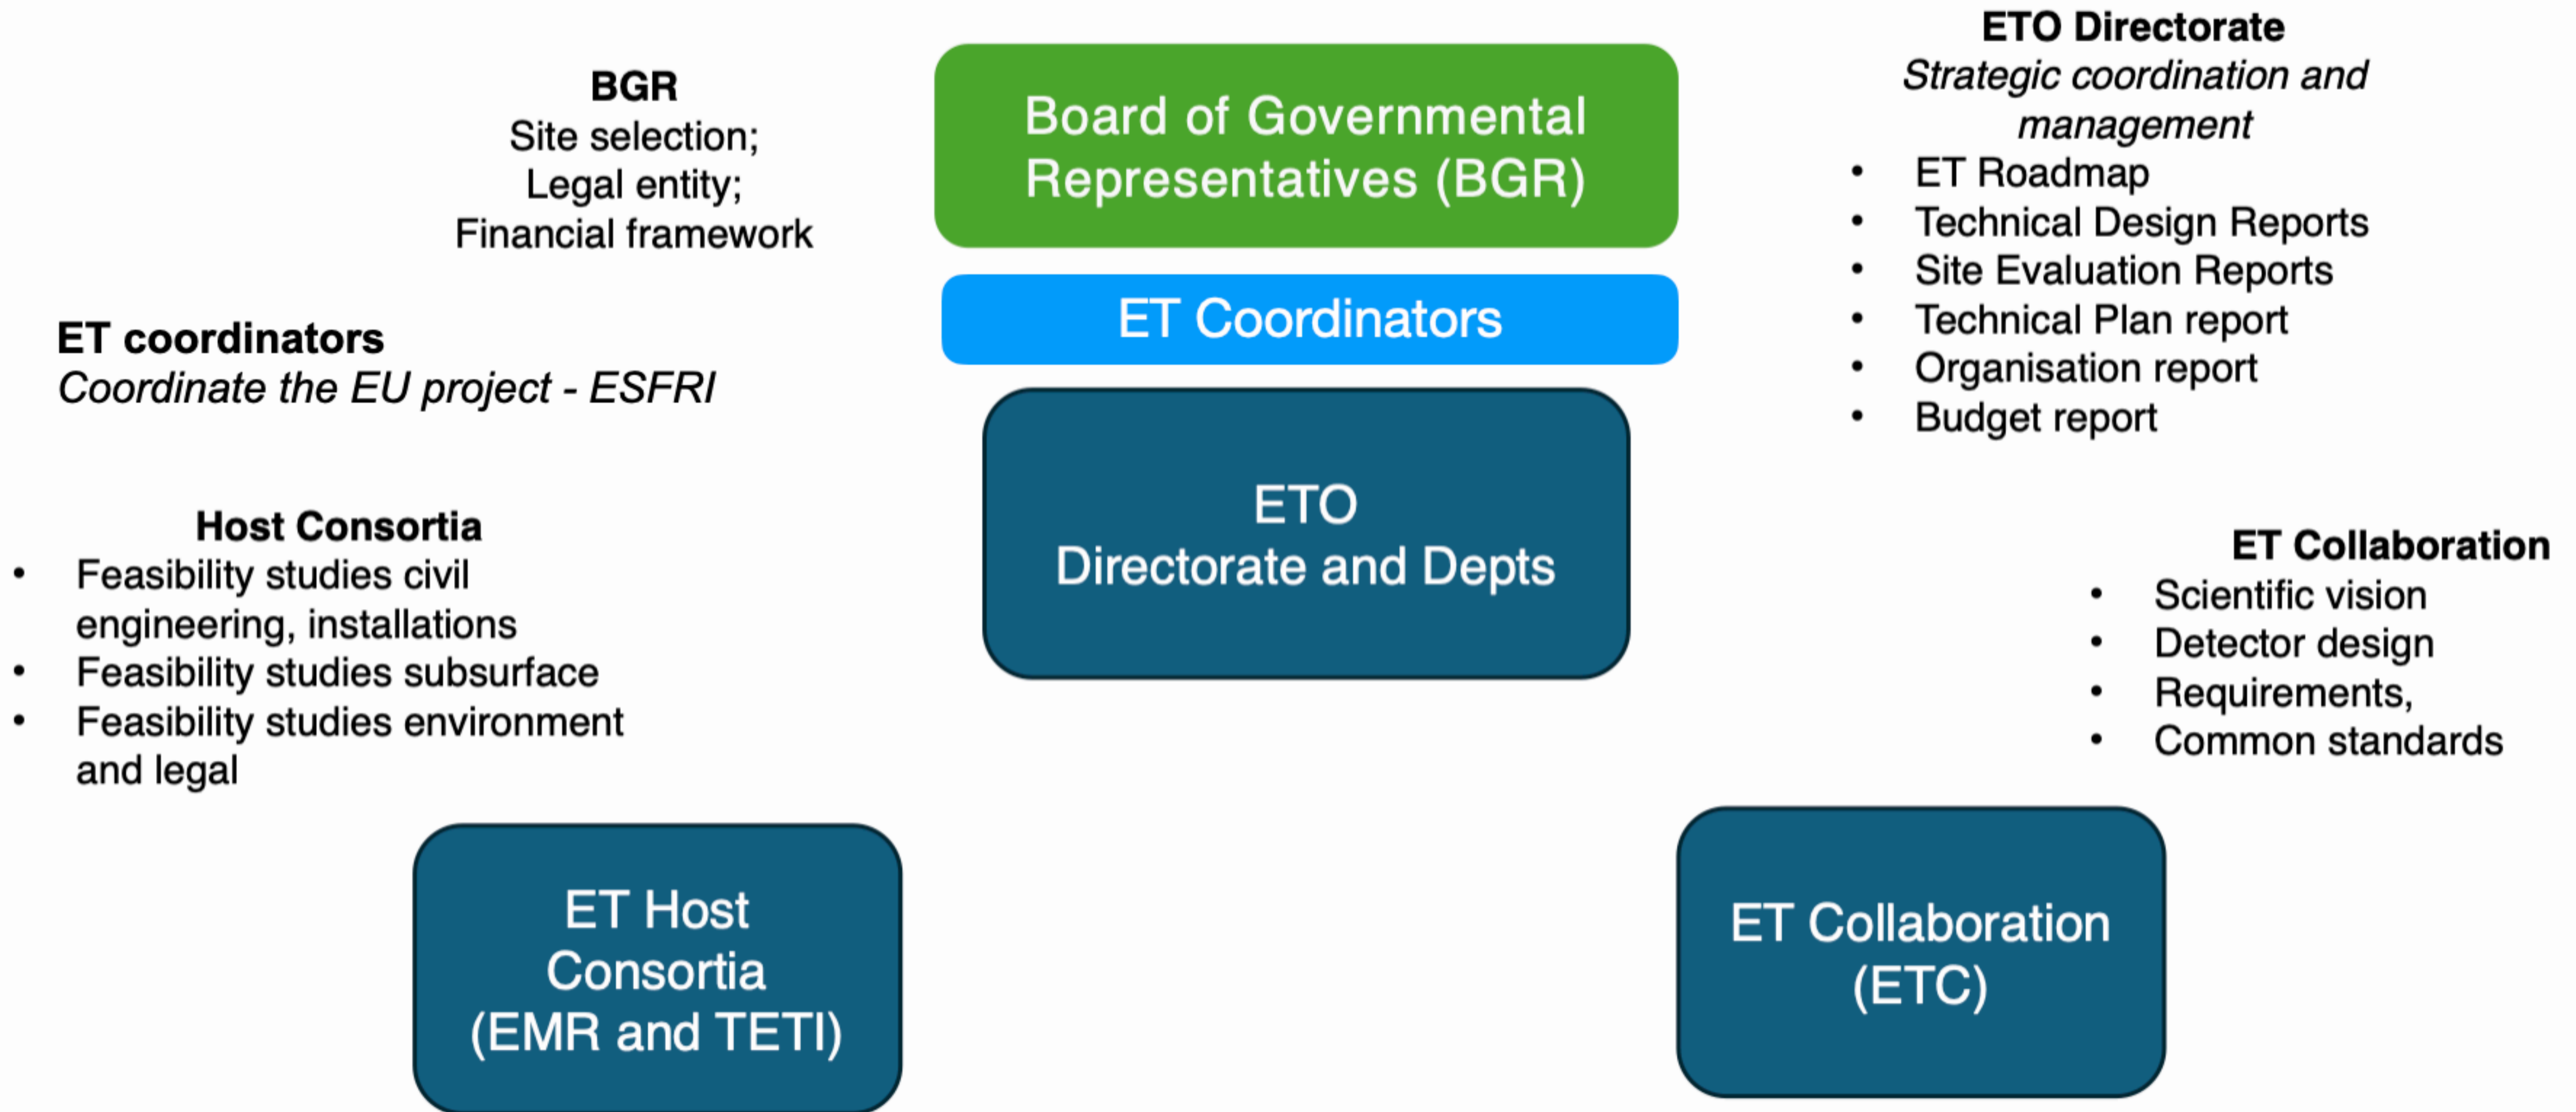 BGR
Site selection;
Legal entity;
Financial framework
Board of Governmental
Representatives (BGR)
ETO Directorate
Strategic coordination and
management
• ET Roadmap
• Technical Design Reports
• Site Evaluation Reports
• Technical Plan report
• Organisation report
• Budget report
ET coordinators
Coordinate the EU project - ESFRI
ET Coordinators
ETO
Directorate and Depts
Host Consortia
• Feasibility studies civil
engineering, installations
• Feasibility studies subsurface
• Feasibility studies environment
and legal
ET Collaboration
• Scientific vision
• Detector design
• Requirements,
• Common standards
ET Host
Consortia
(EMR and TETI)
ET Collaboration
(ETC)